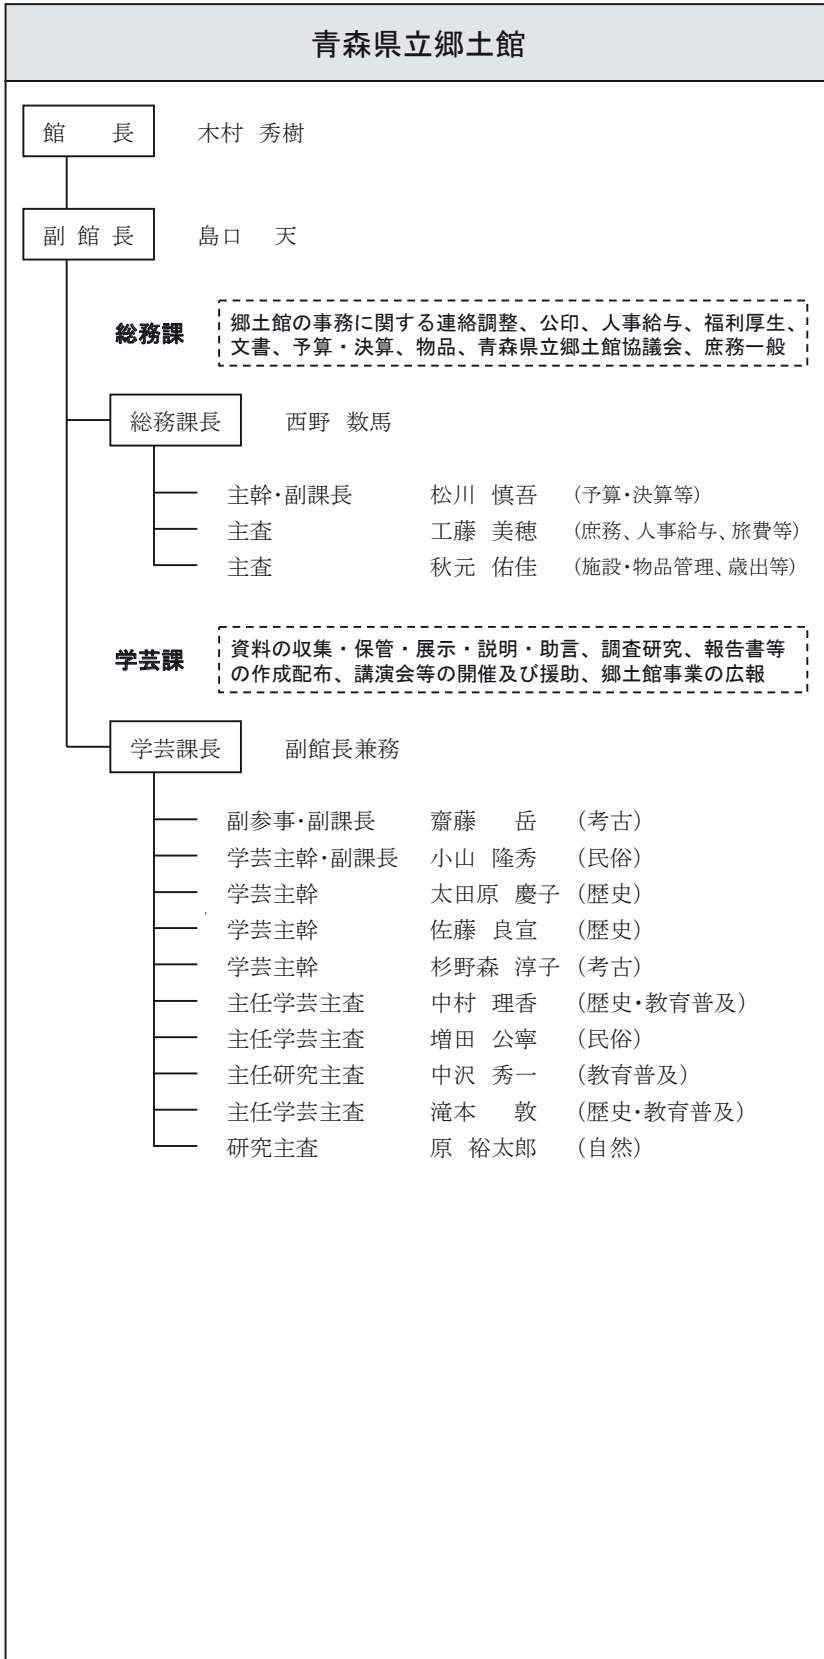 青森県立郷土館
館　長　木村 秀樹
副館長　島口　天
総務課
郷土館の事務に関する連絡調整、公印、人事給与、福利厚生、
文書、予算・決算、物品、青森県立郷土館協議会、庶務一般
総務課長　西野 数馬
主幹・副課長　松川 慎吾　(予算・決算等)
主査　工藤 美穂　(庶務、人事給与、旅費等)
主査　秋元 佑佳　(施設・物品管理、歳出等)
学芸課
資料の収集・保管・展示・説明・助言、調査研究、報告書等
の作成配布、講演会等の開催及び援助、郷土館事業の広報
学芸課長　副館長兼務
副参事・副課長　齋藤　岳　(考古)
学芸主幹・副課長　小山 隆秀　(民俗)
学芸主幹　太田原 慶子　(歴史)
学芸主幹　佐藤 良宣　(歴史)
学芸主幹　杉野森 淳子　(考古)
主任学芸主査　中村 理香　(歴史・教育普及)
主任学芸主査　増田 公寧　(民俗)
主任研究主査　中沢 秀一　(教育普及)
主任学芸主査　滝本　敦　(歴史・教育普及)
研究主査　原 裕太郎　(自然)